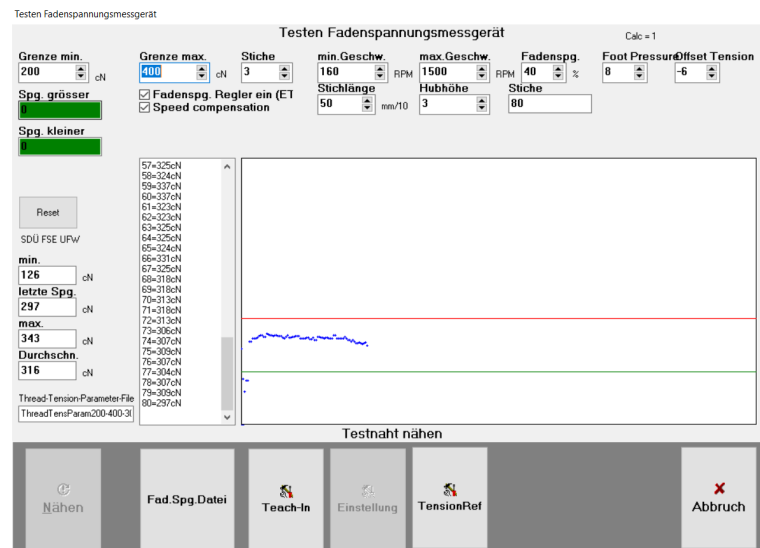 Testen Fadenspannungsmessgerät
Testen Fadenspannungsmessgerät
Calc = 1
Grenze min.
200 cN
Grenze max.
400 cN
Stiche
3
min.Geschw.
160 RPM
max.Geschw.
1500 RPM
Fadenspg.
40 %
Foot Pressure
8
Offset Tension
-6
Spg. grösser
0
Fadenspg. Regler ein (ET
Speed compensation
Stichlänge
50 mm/10
Hubhöhe
3
Stiche
80
Spg. kleiner
0
57=325cN
58=324cN
59=337cN
60=337cN
61=323cN
62=323cN
63=325cN
64=325cN
65=324cN
66=331cN
67=325cN
68=318cN
69=318cN
70=313cN
71=318cN
72=313cN
73=306cN
74=307cN
75=309cN
76=307cN
77=304cN
78=307cN
79=309cN
80=297cN
Reset
SDÜ FSE UFW
min.
126 cN
letzte Spg.
297 cN
max.
343 cN
Durchschn.
316 cN
Thread-Tension-Parameter-File
ThreadTensParam200-400-3(
Testnaht nähen
Nähen
Fad.Spg.Datei
Teach-In
Einstellung
TensionRef
Abbruch